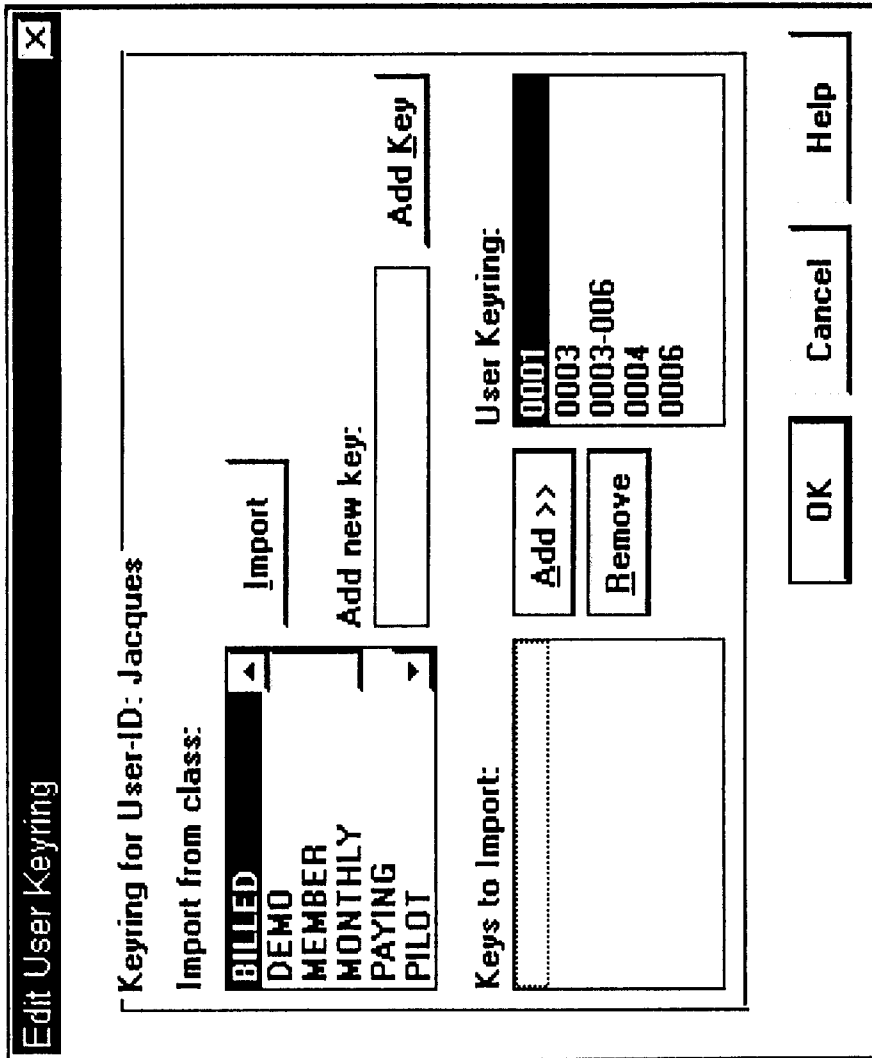 Edit User Keyring
Keyring for User-ID: Jacques
Import from class:
BILLED
DEMO
MEMBER
MONTHLY
PAYING
PILOT
Import
Add new key:
Add Key
Keys to Import:
Add >>
Remove
User Keyring:
0001
0003
0003-006
0004
0006
OK
Cancel
Help